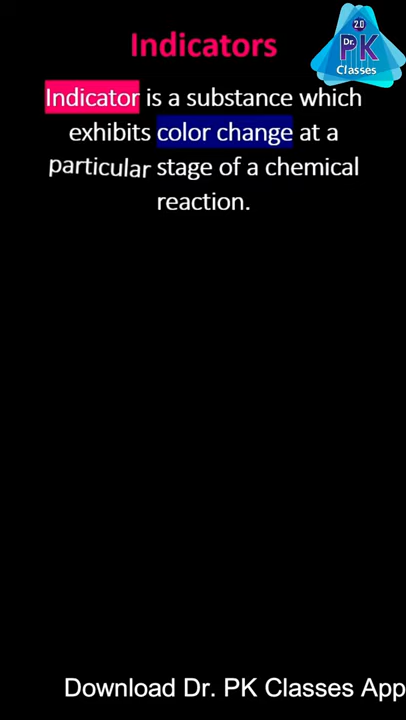 Indicators
2.0
Dr.
PK
Classes
Indicator is a substance which
exhibits color change at a
particular stage of a chemical
reaction.
Download Dr. PK Classes App